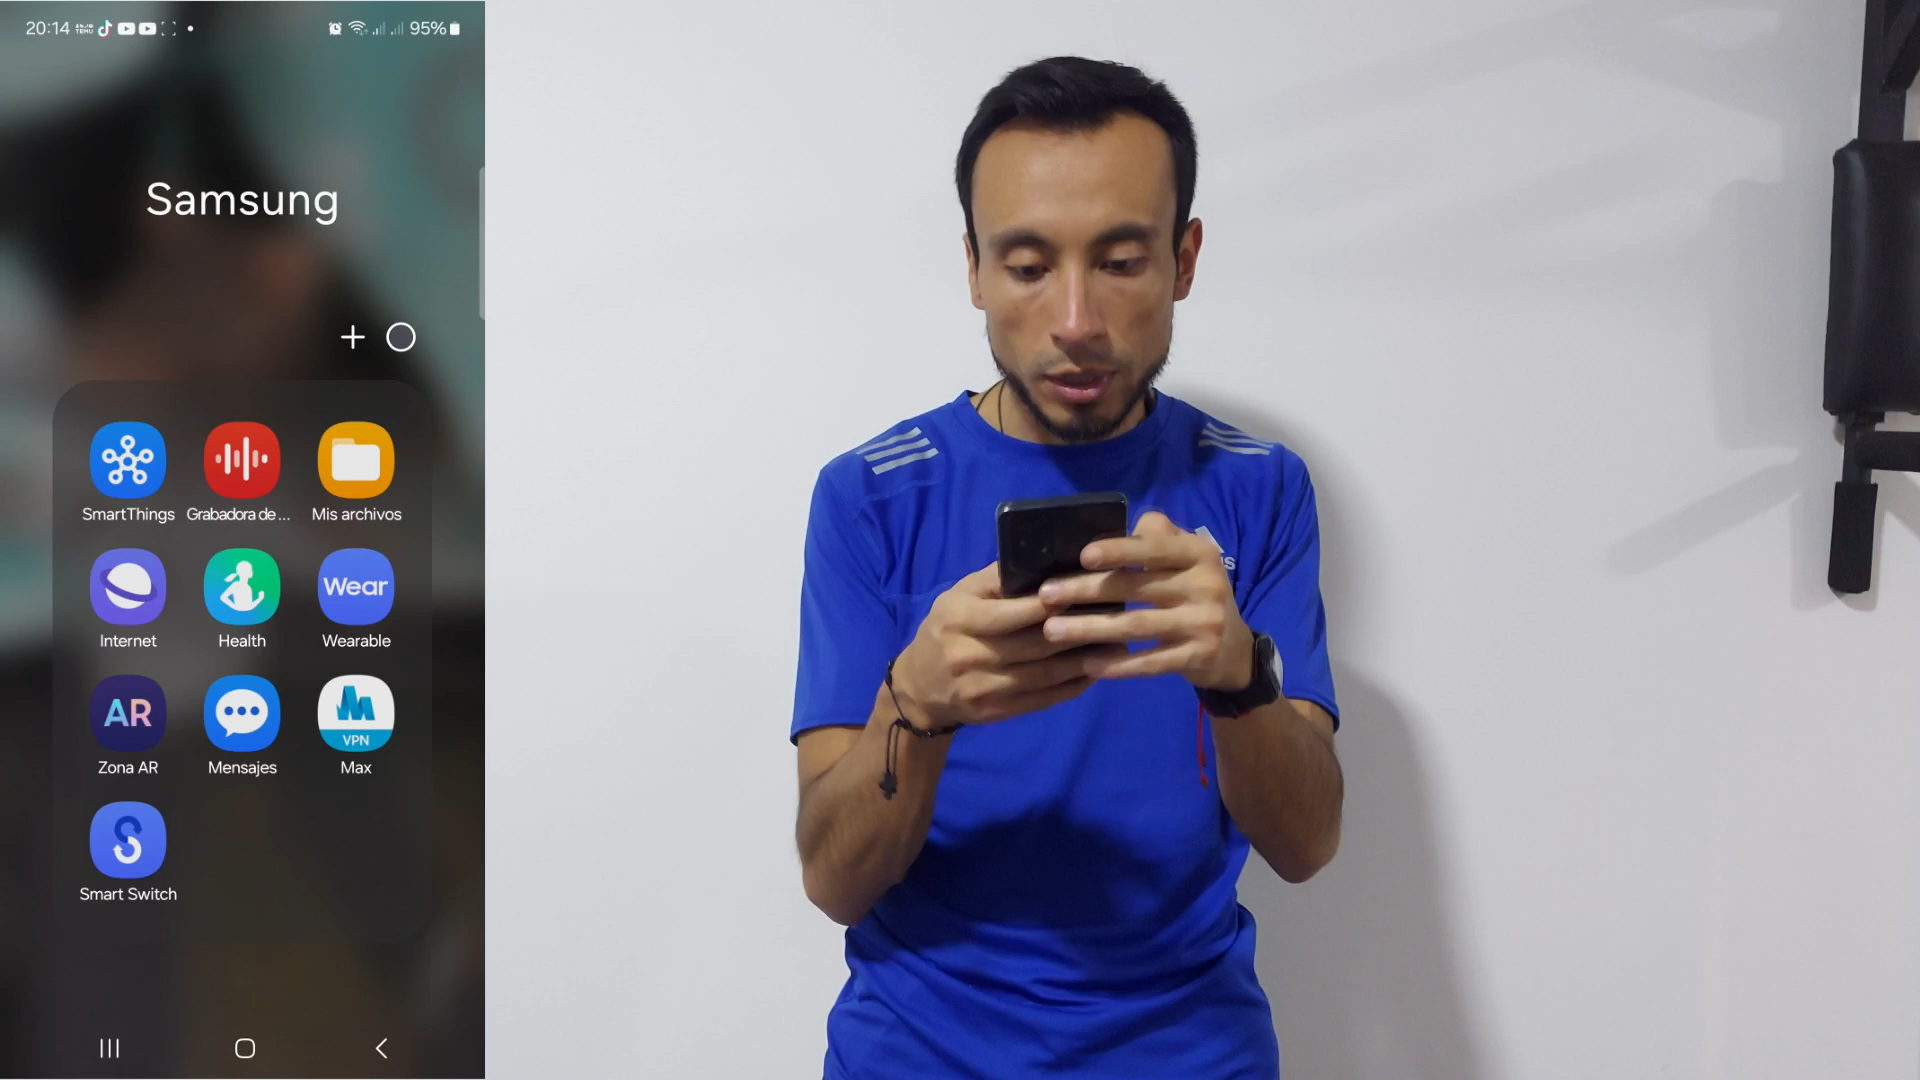 20:14 TEMU 95%
Samsung
SmartThings Grabadora de ... Mis archivos
Wear
Internet Health Wearable
AR VPN
Zona AR Mensajes Max
Smart Switch